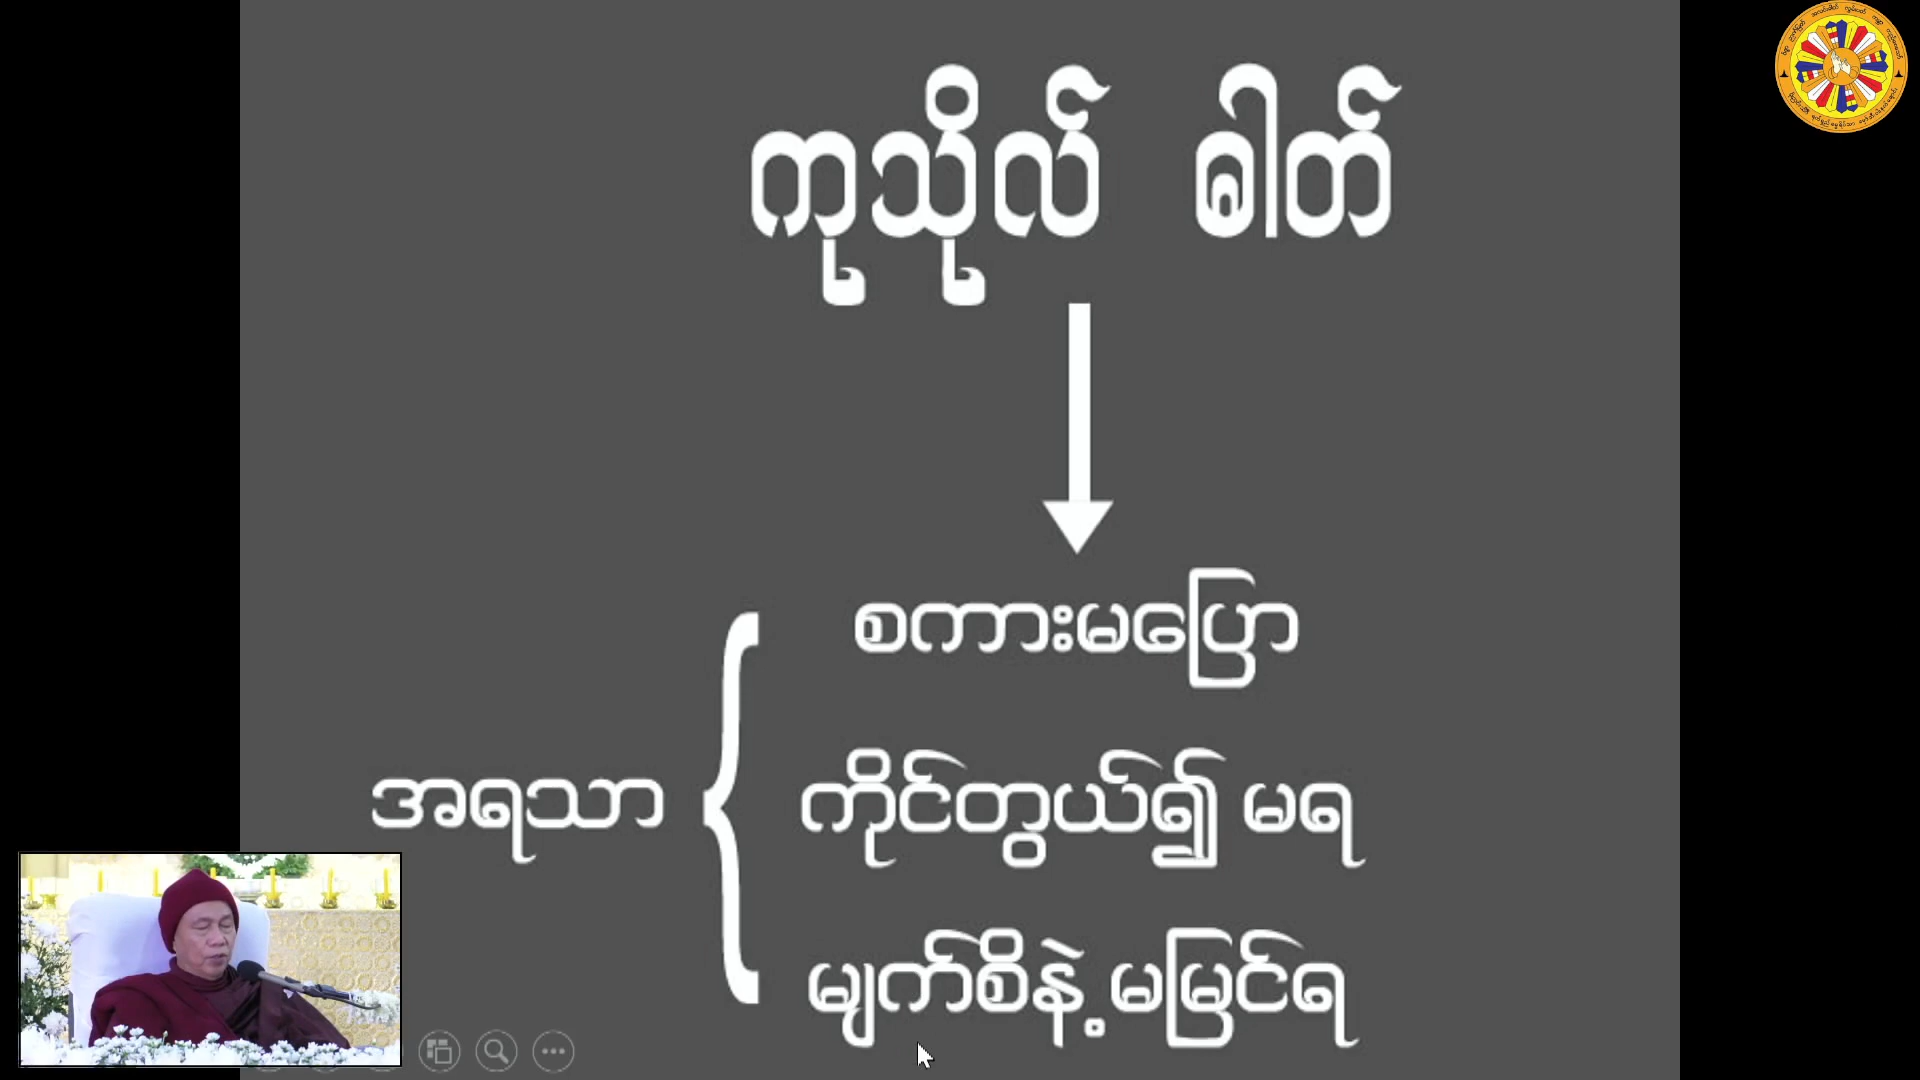 ကုသိုလ် ဓါတ်
စကားမပြော
အရသာ
ကိုင်တွယ်၍ မရ
မျက်စိနဲ့ မမြင်ရ